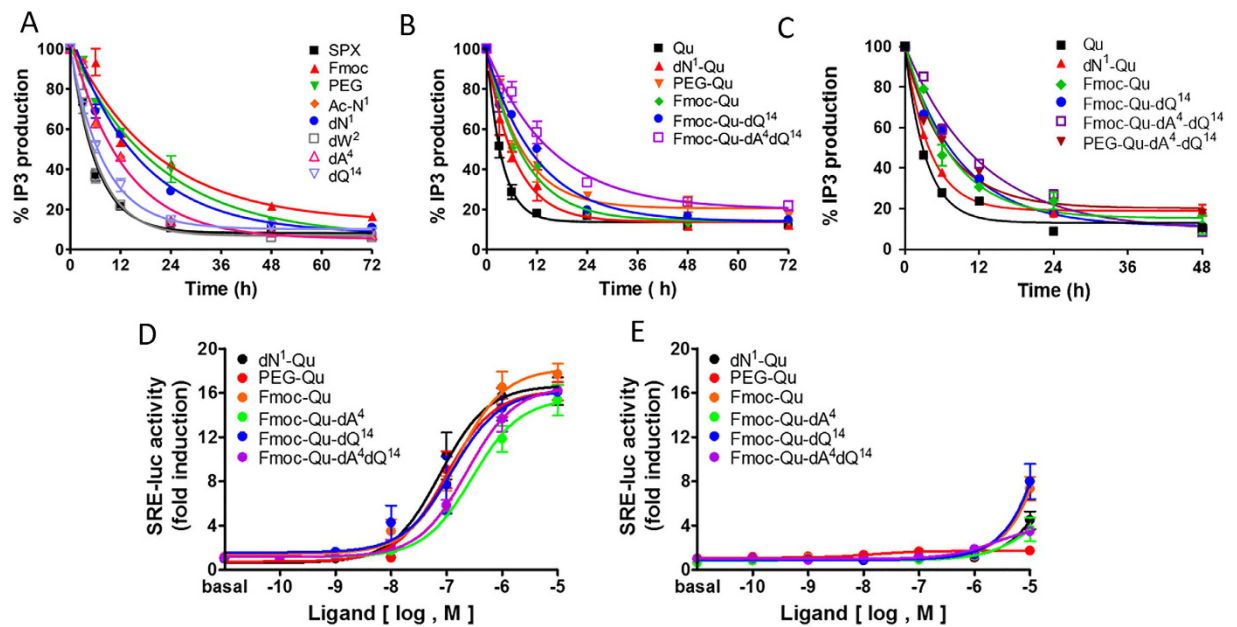 A
% IP3 production
100
80
60
40
20
0
0 12 24 36 48 60 72
Time (h)
SPX
Fmoc
PEG
Ac-N¹
dN¹
dW²
dA⁴
dQ¹⁴
B
% IP3 production
100
80
60
40
20
0
0 12 24 36 48 60 72
Time ( h)
Qu
dN¹-Qu
PEG-Qu
Fmoc-Qu
Fmoc-Qu-dQ¹⁴
Fmoc-Qu-dA⁴dQ¹⁴
C
% IP3 production
100
80
60
40
20
0
0 12 24 36 48
Time (h)
Qu
dN¹-Qu
Fmoc-Qu
Fmoc-Qu-dQ¹⁴
Fmoc-Qu-dA⁴-dQ¹⁴
PEG-Qu-dA⁴-dQ¹⁴
D
SRE-luc activity
(fold induction)
20
16
12
8
4
0
basal -10 -9 -8 -7 -6 -5
Ligand [ log , M ]
dN¹-Qu
PEG-Qu
Fmoc-Qu
Fmoc-Qu-dA⁴
Fmoc-Qu-dQ¹⁴
Fmoc-Qu-dA⁴dQ¹⁴
E
SRE-luc activity
(fold induction)
20
16
12
8
4
0
basal -10 -9 -8 -7 -6 -5
Ligand [ log , M ]
dN¹-Qu
PEG-Qu
Fmoc-Qu
Fmoc-Qu-dA⁴
Fmoc-Qu-dQ¹⁴
Fmoc-Qu-dA⁴dQ¹⁴